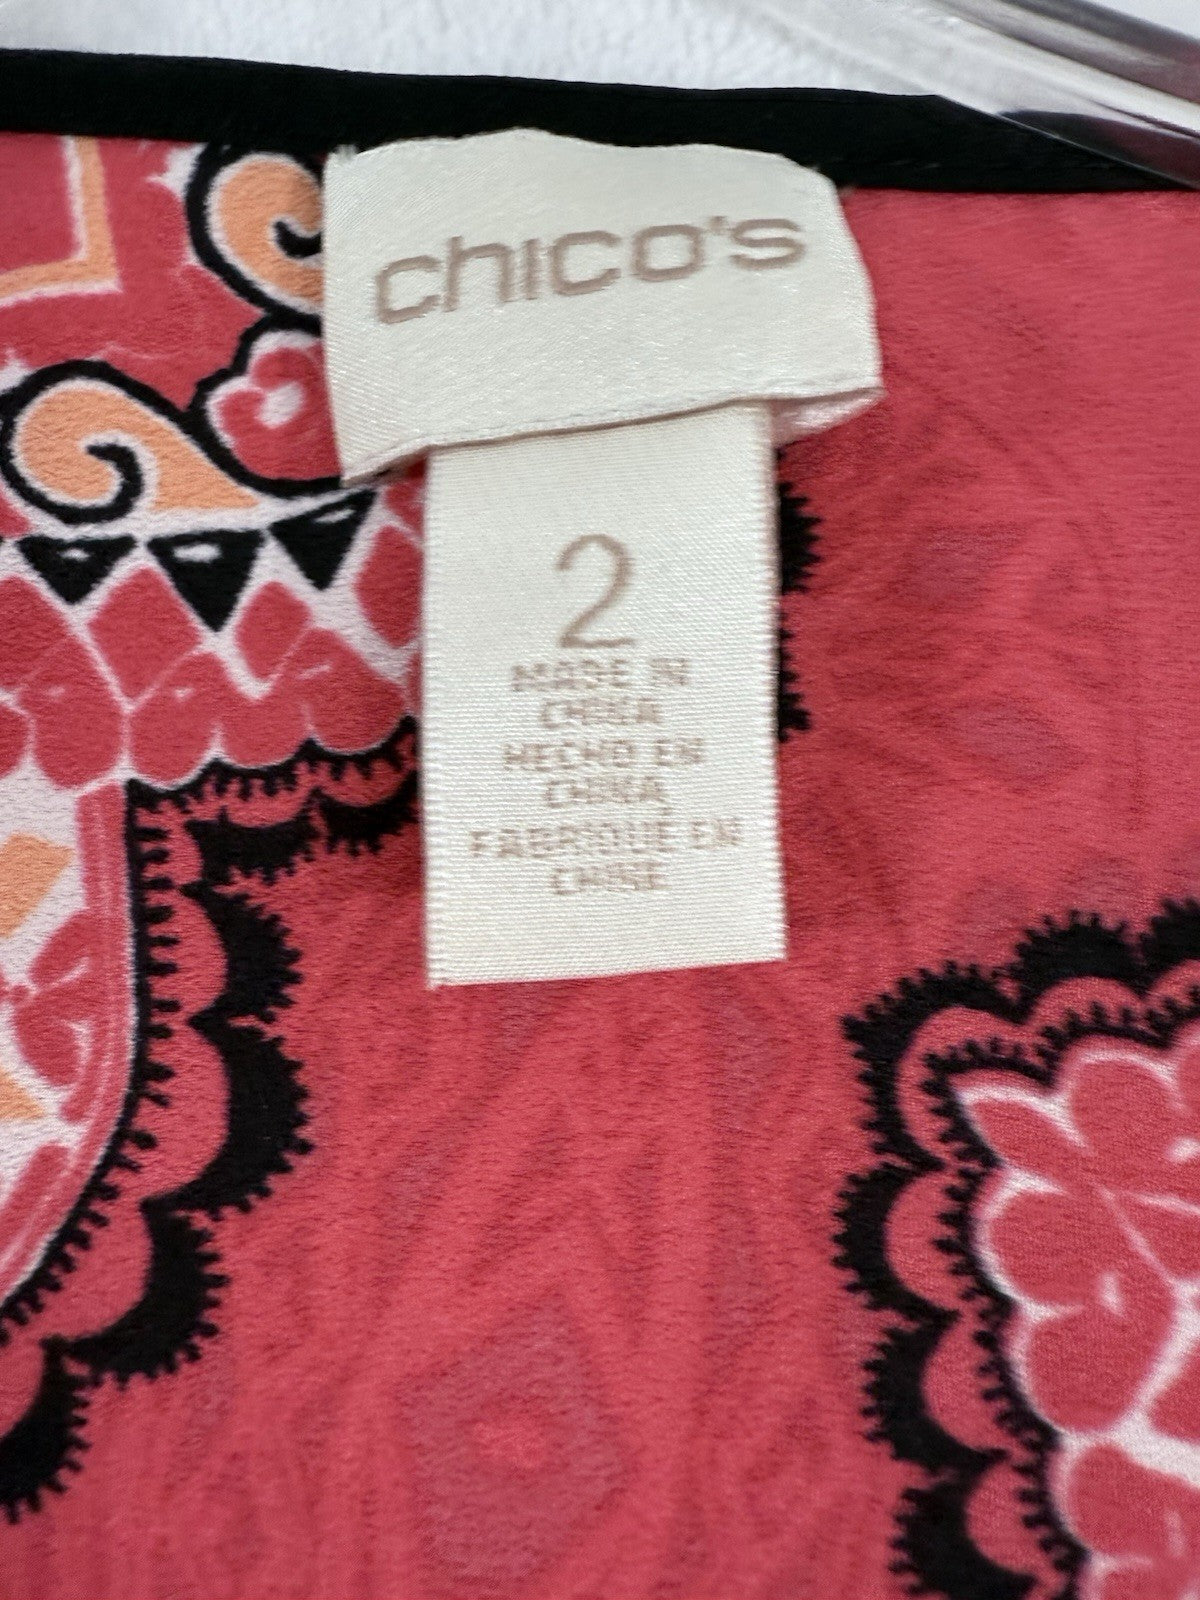 chico's
2
MADE IN
CHINA
HECHO EN
CHINA
FABRIQUÉ EN
CHINE